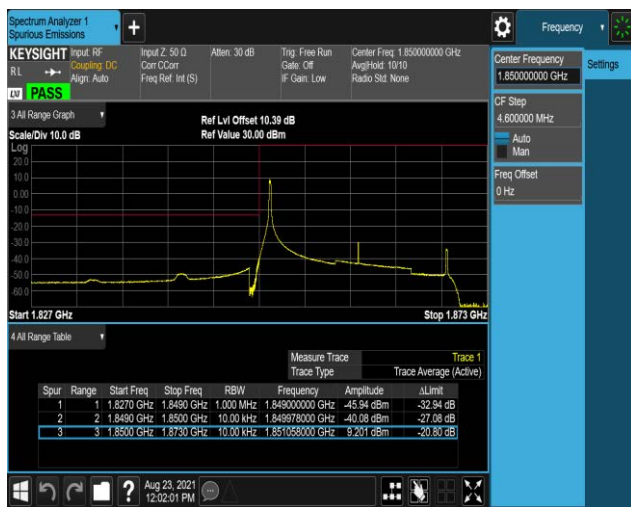 Spectrum Analyzer 1
Spurious Emissions
Frequency
KEYSIGHT
RL
Input: RF
Coupling: DC
Align: Auto
Input Z: 50 Ω
Corr CCorr
Freq Ref: Int (S)
Atten: 30 dB
Trig: Free Run
Gate: Off
IF Gain: Low
Center Freq: 1.850000000 GHz
Avg|Hold: 10/10
Radio Std: None
LXI PASS
3 All Range Graph
Ref Lvl Offset 10.39 dB
Scale/Div 10.0 dB
Ref Value 30.00 dBm
Log
20.0
10.0
0.00
-10.0
-20.0
-30.0
-40.0
-50.0
-60.0
Start 1.827 GHz
Stop 1.873 GHz
4 All Range Table
Measure Trace Trace 1
Trace Type Trace Average (Active)
Spur Range Start Freq Stop Freq RBW Frequency Amplitude ΔLimit
1 1 1.8270 GHz 1.8490 GHz 1.000 MHz 1.849000000 GHz -45.94 dBm -32.94 dB
2 2 1.8490 GHz 1.8500 GHz 10.00 kHz 1.849978000 GHz -40.08 dBm -27.08 dB
3 3 1.8500 GHz 1.8730 GHz 10.00 kHz 1.851058000 GHz 9.201 dBm -20.80 dB
Aug 23, 2021
12:02:01 PM
Center Frequency
1.850000000 GHz
Settings
CF Step
4.600000 MHz
Auto
Man
Freq Offset
0 Hz